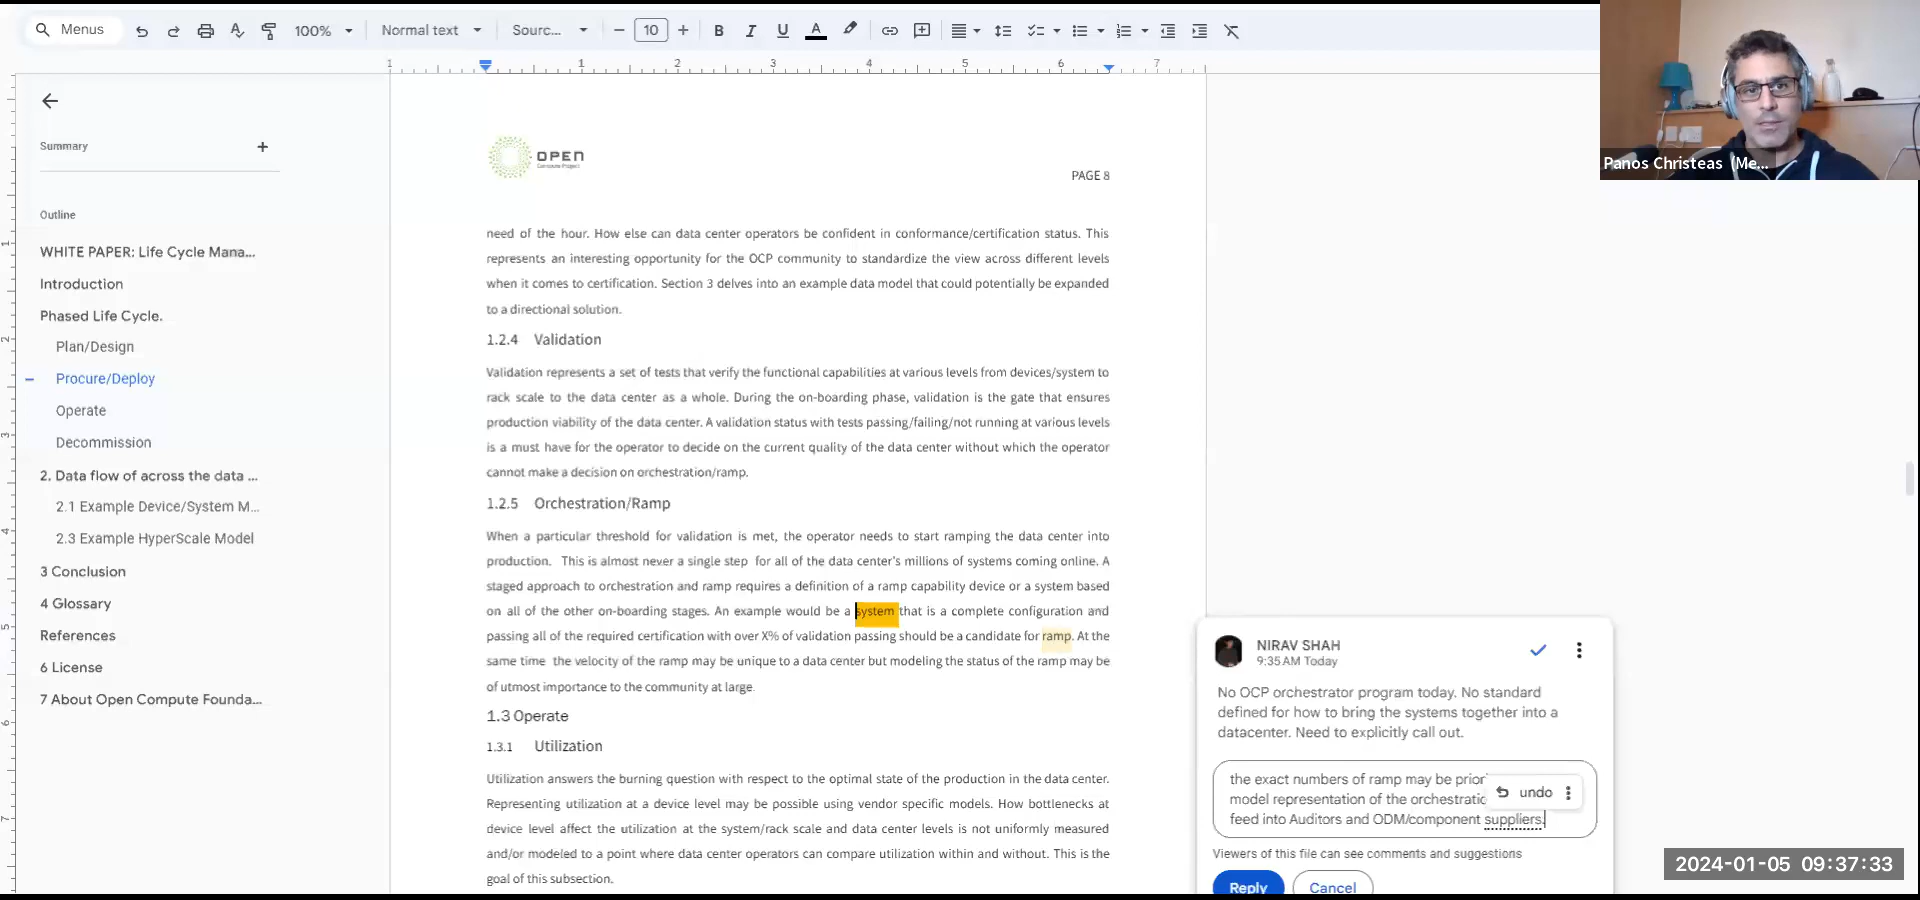 Menus
100%
Normal text
Sourc...
10
B I U A
1 1 2 3 4 5 6 7
Summary
Outline
WHITE PAPER: Life Cycle Mana...
Introduction
Phased Life Cycle.
Plan/Design
Procure/Deploy
Operate
Decommission
2. Data flow of across the data ...
2.1 Example Device/System M...
2.3 Example HyperScale Model
3 Conclusion
4 Glossary
References
6 License
7 About Open Compute Founda...
1
2
3
4
5
6
7
OPEN
Compute Project
PAGE 8
need of the hour. How else can data center operators be confident in conformance/certification status. This
represents an interesting opportunity for the OCP community to standardize the view across different levels
when it comes to certification. Section 3 delves into an example data model that could potentially be expanded
to a directional solution.
1.2.4 Validation
Validation represents a set of tests that verify the functional capabilities at various levels from devices/system to
rack scale to the data center as a whole. During the on-boarding phase, validation is the gate that ensures
production viability of the data center. A validation status with tests passing/failing/not running at various levels
is a must have for the operator to decide on the current quality of the data center without which the operator
cannot make a decision on orchestration/ramp.
1.2.5 Orchestration/Ramp
When a particular threshold for validation is met, the operator needs to start ramping the data center into
production. This is almost never a single step for all of the data center's millions of systems coming online. A
staged approach to orchestration and ramp requires a definition of a ramp capability device or a system based
on all of the other on-boarding stages. An example would be a system that is a complete configuration and
passing all of the required certification with over X% of validation passing should be a candidate for ramp. At the
same time the velocity of the ramp may be unique to a data center but modeling the status of the ramp may be
of utmost importance to the community at large.
1.3 Operate
1.3.1 Utilization
Utilization answers the burning question with respect to the optimal state of the production in the data center.
Representing utilization at a device level may be possible using vendor specific models. How bottlenecks at
device level affect the utilization at the system/rack scale and data center levels is not uniformly measured
and/or modeled to a point where data center operators can compare utilization within and without. This is the
goal of this subsection.
NIRAV SHAH
9:35 AM Today
No OCP orchestrator program today. No standard
defined for how to bring the systems together into a
datacenter. Need to explicitly call out.
the exact numbers of ramp may be prior
model representation of the orchestratio
feed into Auditors and ODM/component suppliers.
undo
Viewers of this file can see comments and suggestions
Reply
Cancel
Panos Christeas (Me...
2024-01-05 09:37:33